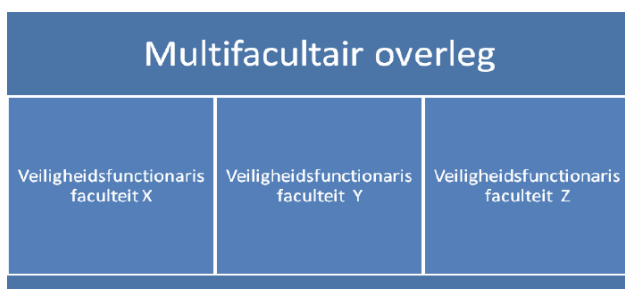 Multifacultair overleg
Veiligheidsfunctionaris
faculteit X
Veiligheidsfunctionaris
faculteit Y
Veiligheidsfunctionaris
faculteit Z